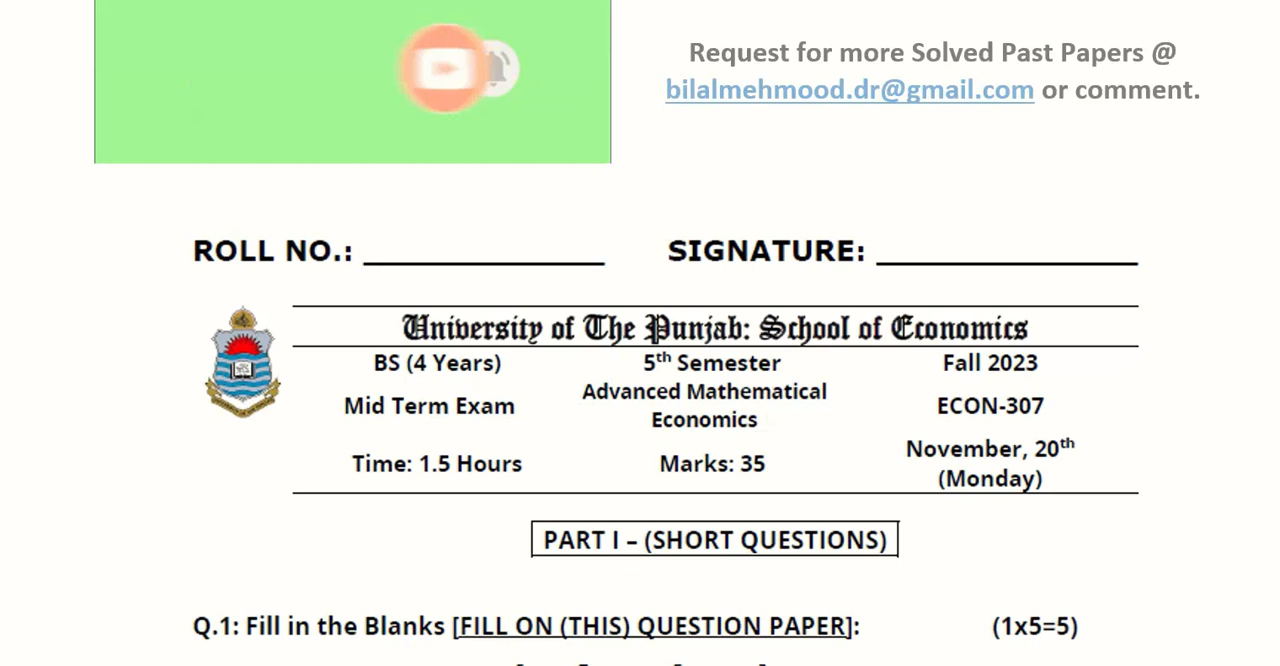 Request for more Solved Past Papers @
bilalmehmood.dr@gmail.com or comment.
ROLL NO.: ______________ SIGNATURE: _______________
University of The Punjab: School of Economics
BS (4 Years) 5th Semester Fall 2023
Mid Term Exam Advanced Mathematical Economics ECON-307
Time: 1.5 Hours Marks: 35 November, 20th (Monday)
PART I – (SHORT QUESTIONS)
Q.1: Fill in the Blanks [FILL ON (THIS) QUESTION PAPER]: (1x5=5)